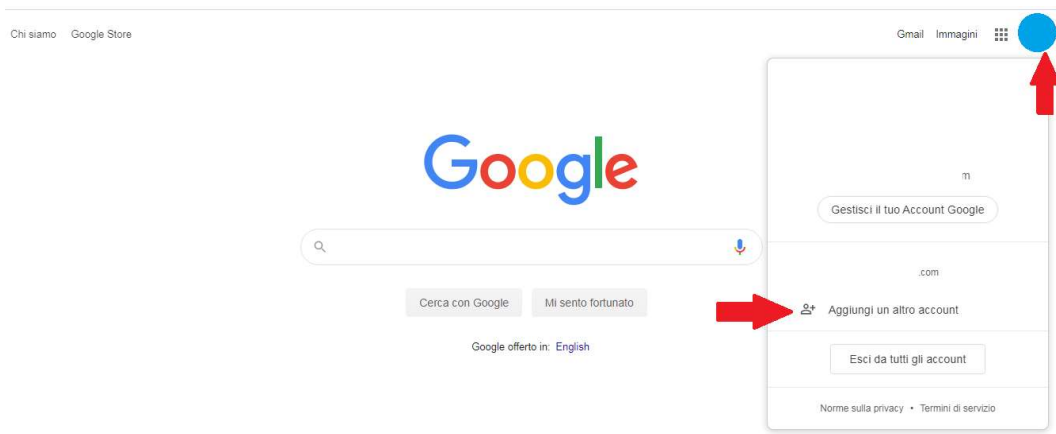 Chi siamo Google Store
Gmail Immagini
Google
m
Gestisci il tuo Account Google
.com
Aggiungi un altro account
Cerca con Google Mi sento fortunato
Google offerto in: English
Esci da tutti gli account
Norme sulla privacy • Termini di servizio